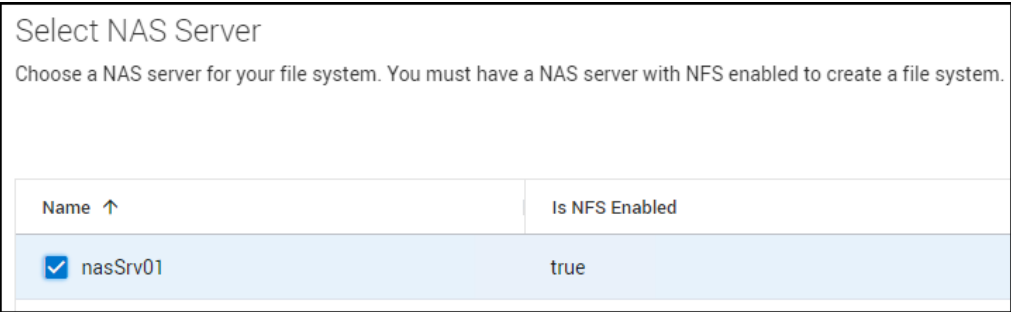 Select NAS Server
Choose a NAS server for your file system. You must have a NAS server with NFS enabled to create a file system.
Name ↑ Is NFS Enabled
nasSrv01 true